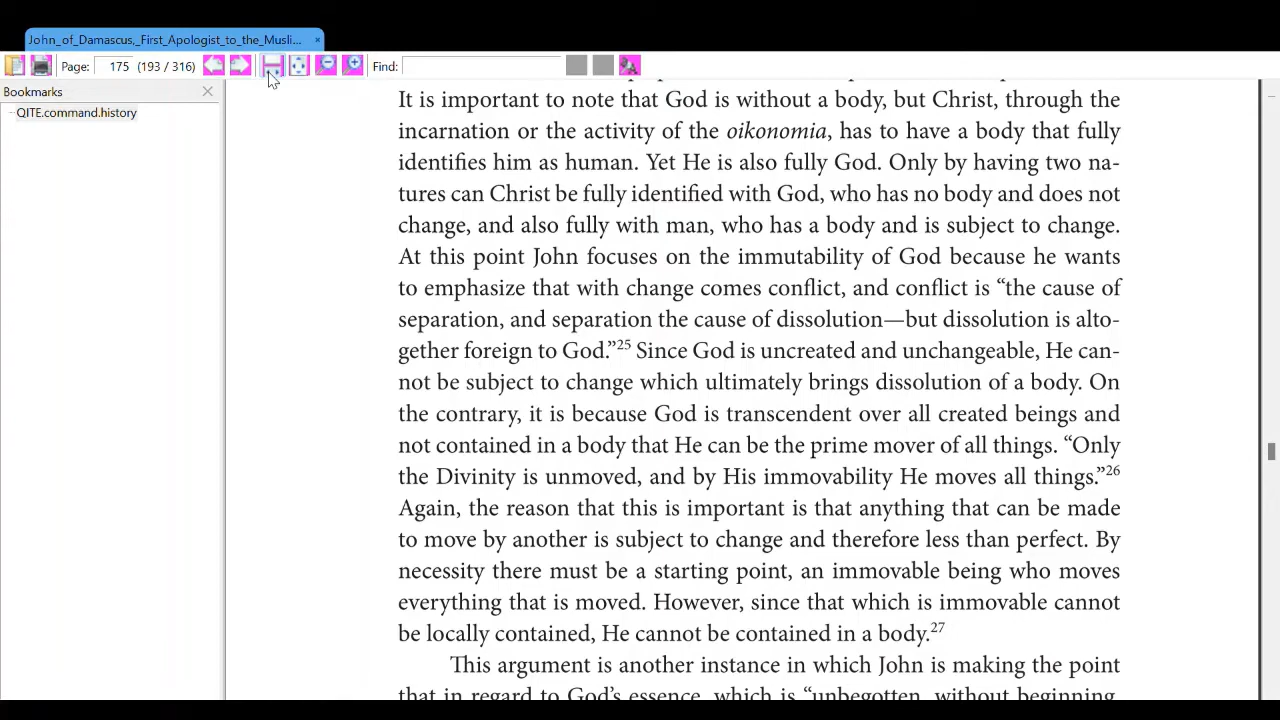 John_of_Damascus,_First_Apologist_to_the_Musli... ×
Page: 175 (193 / 316) Find:
Bookmarks
QITE.command.history
It is important to note that God is without a body, but Christ, through the
incarnation or the activity of the oikonomia, has to have a body that fully
identifies him as human. Yet He is also fully God. Only by having two na-
tures can Christ be fully identified with God, who has no body and does not
change, and also fully with man, who has a body and is subject to change.
At this point John focuses on the immutability of God because he wants
to emphasize that with change comes conflict, and conflict is “the cause of
separation, and separation the cause of dissolution—but dissolution is alto-
gether foreign to God.”25 Since God is uncreated and unchangeable, He can-
not be subject to change which ultimately brings dissolution of a body. On
the contrary, it is because God is transcendent over all created beings and
not contained in a body that He can be the prime mover of all things. “Only
the Divinity is unmoved, and by His immovability He moves all things.”26
Again, the reason that this is important is that anything that can be made
to move by another is subject to change and therefore less than perfect. By
necessity there must be a starting point, an immovable being who moves
everything that is moved. However, since that which is immovable cannot
be locally contained, He cannot be contained in a body.27
This argument is another instance in which John is making the point
that in regard to God’s essence, which is “unbegotten, without beginning,